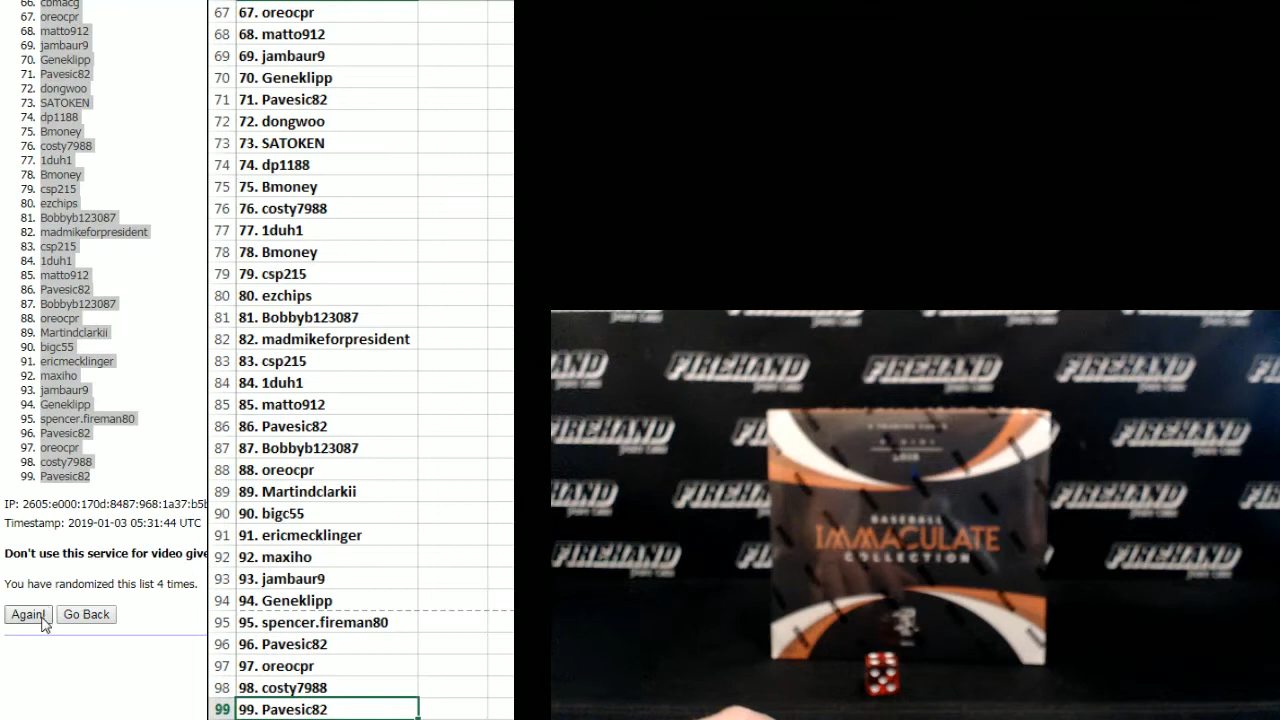 66. cbmacg
67. oreocpr
68. matto912
69. jambaur9
70. Geneklipp
71. Pavesic82
72. dongwoo
73. SATOKEN
74. dp1188
75. Bmoney
76. costy7988
77. 1duh1
78. Bmoney
79. csp215
80. ezchips
81. Bobbyb123087
82. madmikeforpresident
83. csp215
84. 1duh1
85. matto912
86. Pavesic82
87. Bobbyb123087
88. oreocpr
89. Martindclarkii
90. bigc55
91. ericmecklinger
92. maxiho
93. jambaur9
94. Geneklipp
95. spencer.fireman80
96. Pavesic82
97. oreocpr
98. costy7988
99. Pavesic82
IP: 2605:e000:170d:8487:968:1a37:b5b
Timestamp: 2019-01-03 05:31:44 UTC
Don't use this service for video give
You have randomized this list 4 times.
Again! Go Back
67 67. oreocpr
68 68. matto912
69 69. jambaur9
70 70. Geneklipp
71 71. Pavesic82
72 72. dongwoo
73 73. SATOKEN
74 74. dp1188
75 75. Bmoney
76 76. costy7988
77 77. 1duh1
78 78. Bmoney
79 79. csp215
80 80. ezchips
81 81. Bobbyb123087
82 82. madmikeforpresident
83 83. csp215
84 84. 1duh1
85 85. matto912
86 86. Pavesic82
87 87. Bobbyb123087
88 88. oreocpr
89 89. Martindclarkii
90 90. bigc55
91 91. ericmecklinger
92 92. maxiho
93 93. jambaur9
94 94. Geneklipp
95 95. spencer.fireman80
96 96. Pavesic82
97 97. oreocpr
98 98. costy7988
99 99. Pavesic82
FIREHAND
FIREHAND
FIREHAND
FIREHAND
BASEBALL
IMMACULATE
COLLECTION